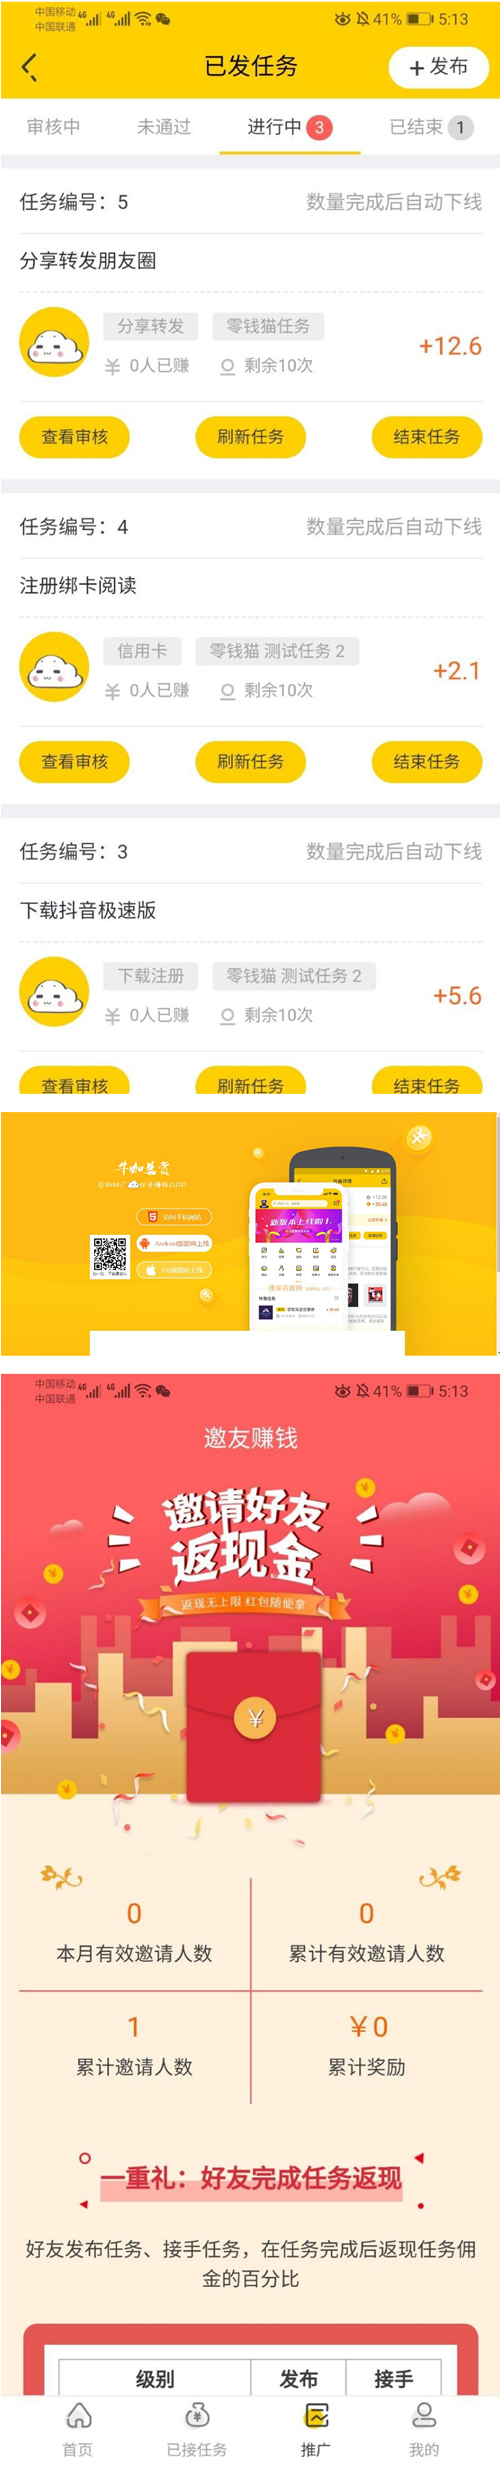 中国移动 4G 4G 41% 5:13
中国联通
已发任务
+ 发布
审核中 未通过 进行中 3 已结束 1
任务编号：5 数量完成后自动下线
分享转发朋友圈
分享转发 零钱猫任务
+12.6
¥ 0人已赚 剩余10次
查看审核 刷新任务 结束任务
任务编号：4 数量完成后自动下线
注册绑卡阅读
信用卡 零钱猫 测试任务 2
+2.1
¥ 0人已赚 剩余10次
查看审核 刷新任务 结束任务
任务编号：3 数量完成后自动下线
下载抖音极速版
下载注册 零钱猫 测试任务 2
+5.6
¥ 0人已赚 剩余10次
查看审核 刷新任务 结束任务
访问手机网站
Android版即将上线
iOS版即将上线
新版本上线啦！
中国移动 4G 4G 41% 5:13
中国联通
邀友赚钱
邀请好友
返现金
返现无上限 红包随便拿
¥
0 0
本月有效邀请人数 累计有效邀请人数
1 ¥0
累计邀请人数 累计奖励
一重礼：好友完成任务返现
好友发布任务、接手任务，在任务完成后返现任务佣
金的百分比
级别 发布 接手
首页 已接任务 推广 我的